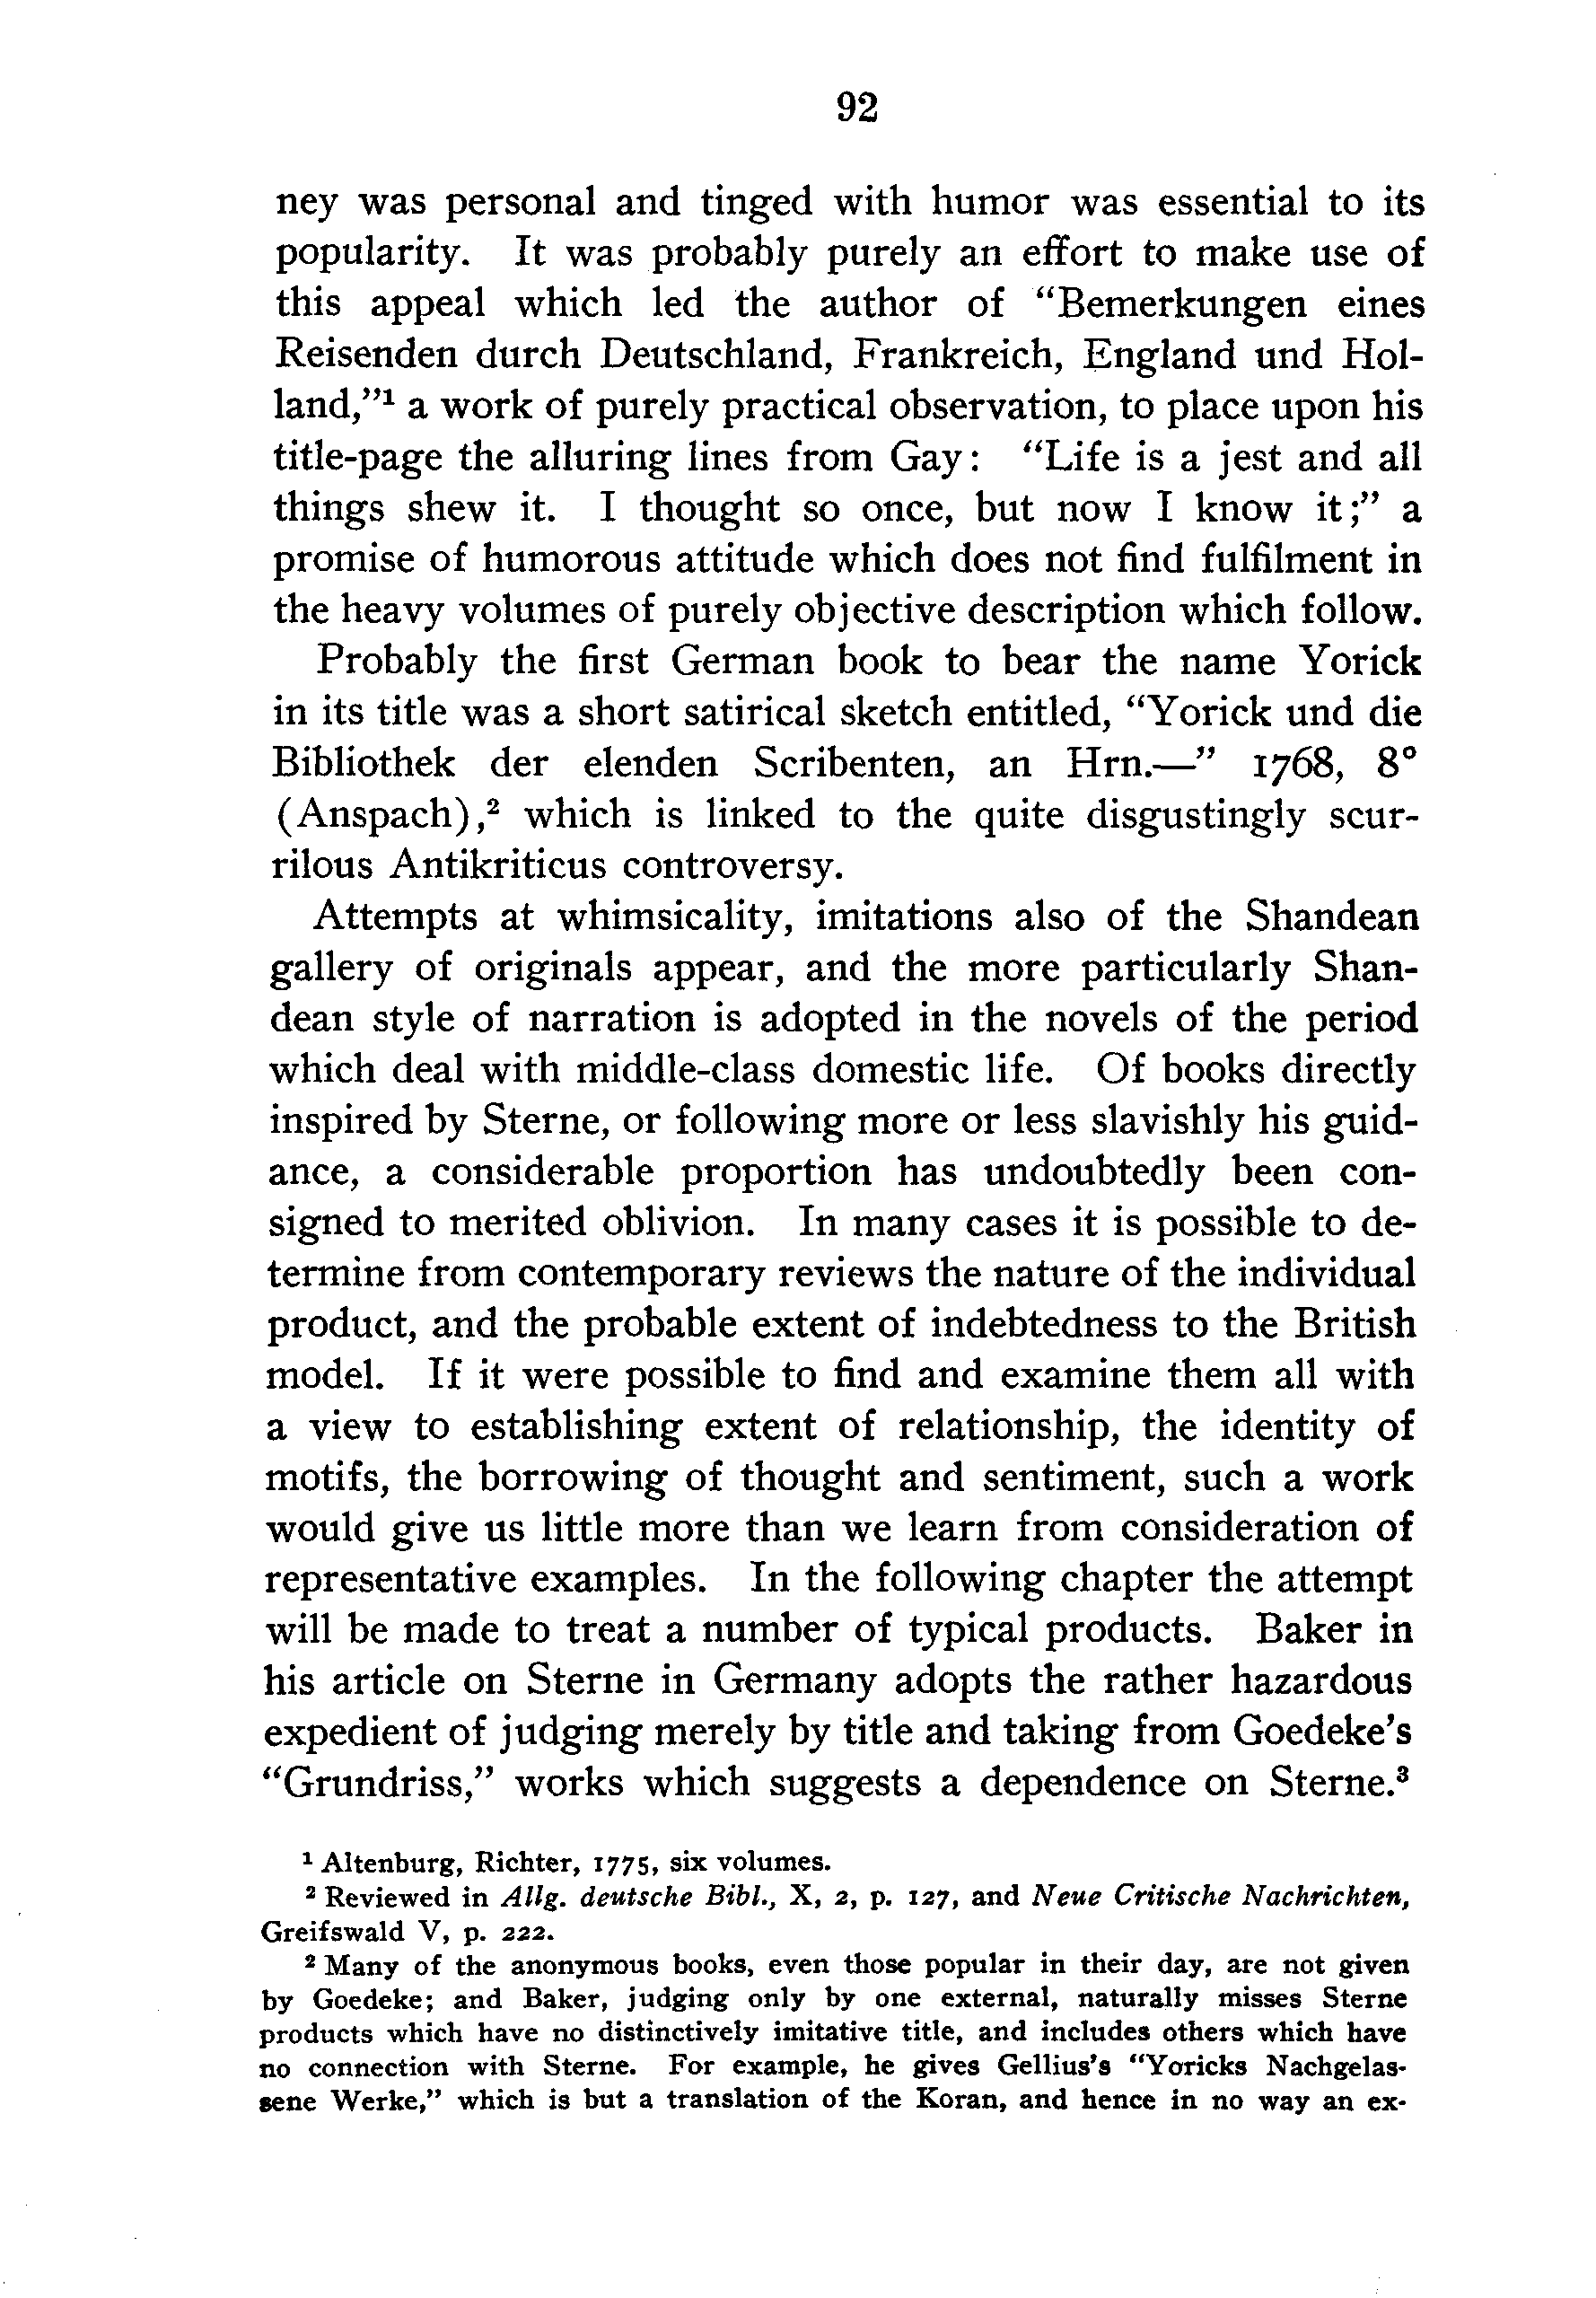 92
ney was personal and tinged with humor was essential to its
popularity. It was probably purely an effort to make use of
this appeal which led the author of “Bemerkungen eines
Reisenden durch Deutschland, Frankreich, England und Hol-
land,”¹ a work of purely practical observation, to place upon his
title-page the alluring lines from Gay: “Life is a jest and all
things shew it. I thought so once, but now I know it;” a
promise of humorous attitude which does not find fulfilment in
the heavy volumes of purely objective description which follow.
Probably the first German book to bear the name Yorick
in its title was a short satirical sketch entitled, “Yorick und die
Bibliothek der elenden Scribenten, an Hrn.—” 1768, 8°
(Anspach),² which is linked to the quite disgustingly scur-
rilous Antikriticus controversy.
Attempts at whimsicality, imitations also of the Shandean
gallery of originals appear, and the more particularly Shan-
dean style of narration is adopted in the novels of the period
which deal with middle-class domestic life. Of books directly
inspired by Sterne, or following more or less slavishly his guid-
ance, a considerable proportion has undoubtedly been con-
signed to merited oblivion. In many cases it is possible to de-
termine from contemporary reviews the nature of the individual
product, and the probable extent of indebtedness to the British
model. If it were possible to find and examine them all with
a view to establishing extent of relationship, the identity of
motifs, the borrowing of thought and sentiment, such a work
would give us little more than we learn from consideration of
representative examples. In the following chapter the attempt
will be made to treat a number of typical products. Baker in
his article on Sterne in Germany adopts the rather hazardous
expedient of judging merely by title and taking from Goedeke’s
“Grundriss,” works which suggests a dependence on Sterne.³
¹ Altenburg, Richter, 1775, six volumes.
² Reviewed in Allg. deutsche Bibl., X, 2, p. 127, and Neue Critische Nachrichten,
Greifswald V, p. 222.
² Many of the anonymous books, even those popular in their day, are not given
by Goedeke; and Baker, judging only by one external, naturally misses Sterne
products which have no distinctively imitative title, and includes others which have
no connection with Sterne. For example, he gives Gellius’s “Yoricks Nachgelas-
sene Werke,” which is but a translation of the Koran, and hence in no way an ex-